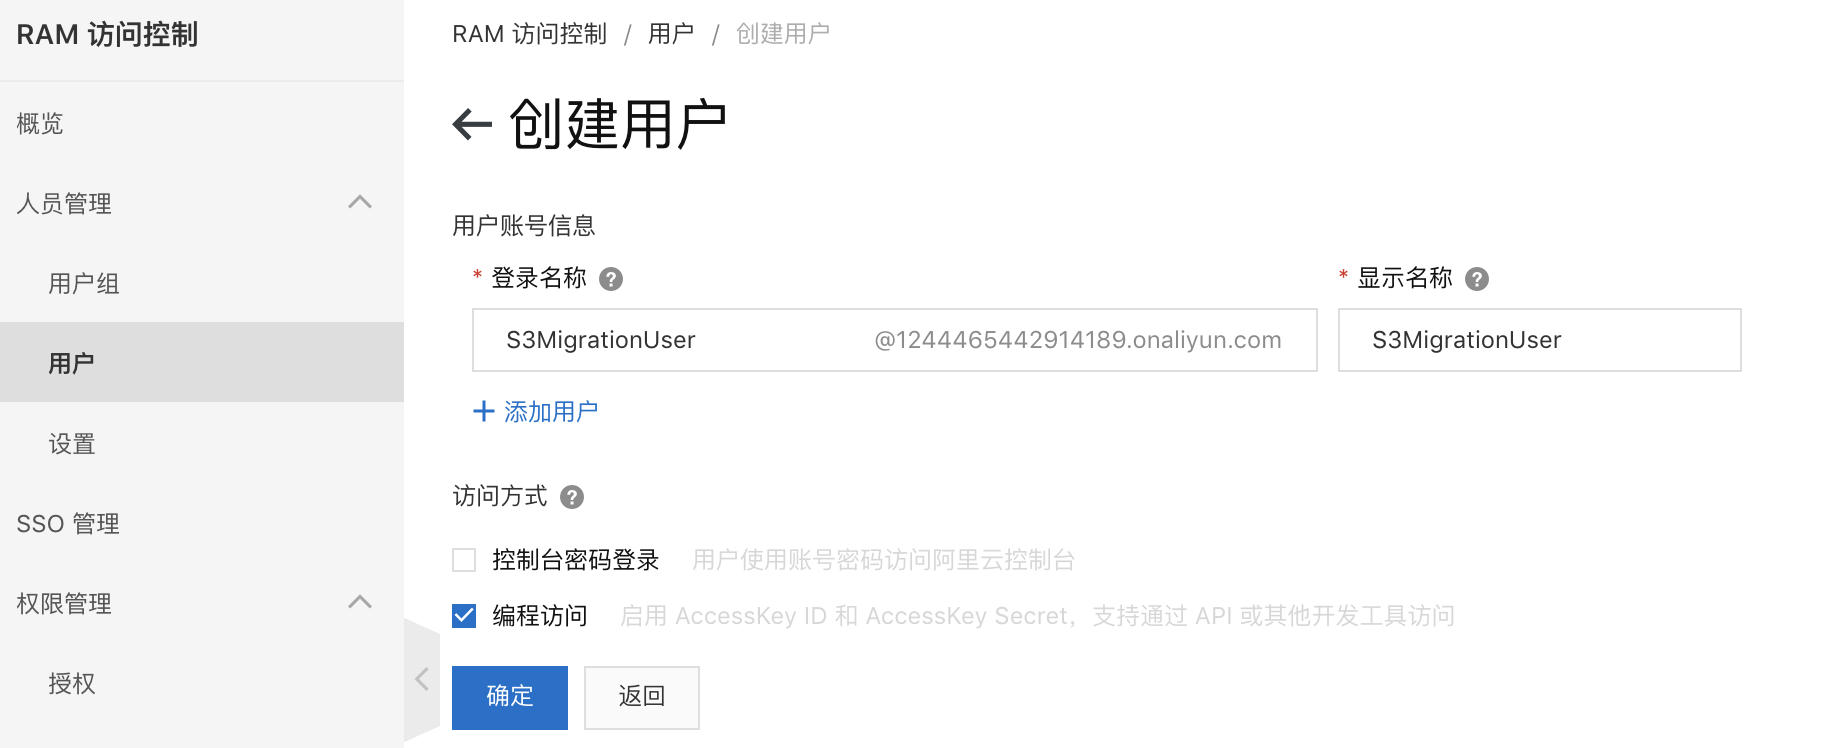 RAM 访问控制
概览
人员管理
用户组
用户
设置
SSO 管理
权限管理
授权
RAM 访问控制 / 用户 / 创建用户
创建用户
用户账号信息
* 登录名称 ?
* 显示名称 ?
S3MigrationUser @1244465442914189.onaliyun.com
S3MigrationUser
+ 添加用户
访问方式 ?
控制台密码登录 用户使用账号密码访问阿里云控制台
编程访问 启用 AccessKey ID 和 AccessKey Secret，支持通过 API 或其他开发工具访问
确定 返回